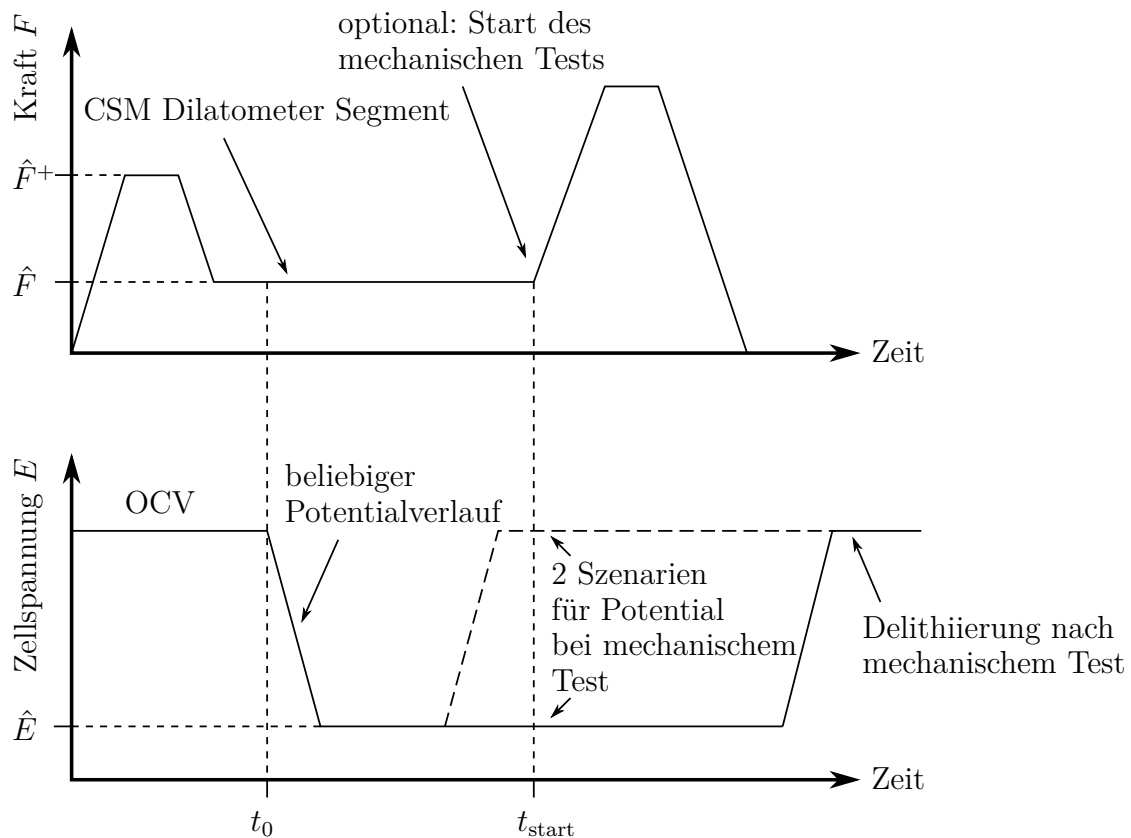 Kraft F
optional: Start des
mechanischen Tests
CSM Dilatometer Segment
F̂⁺
F̂
Zeit
Zellspannung E
OCV
beliebiger
Potentialverlauf
2 Szenarien
für Potential
bei mechanischem
Test
Delithiierung nach
mechanischem Test
Ê
Zeit
t₀
t_start